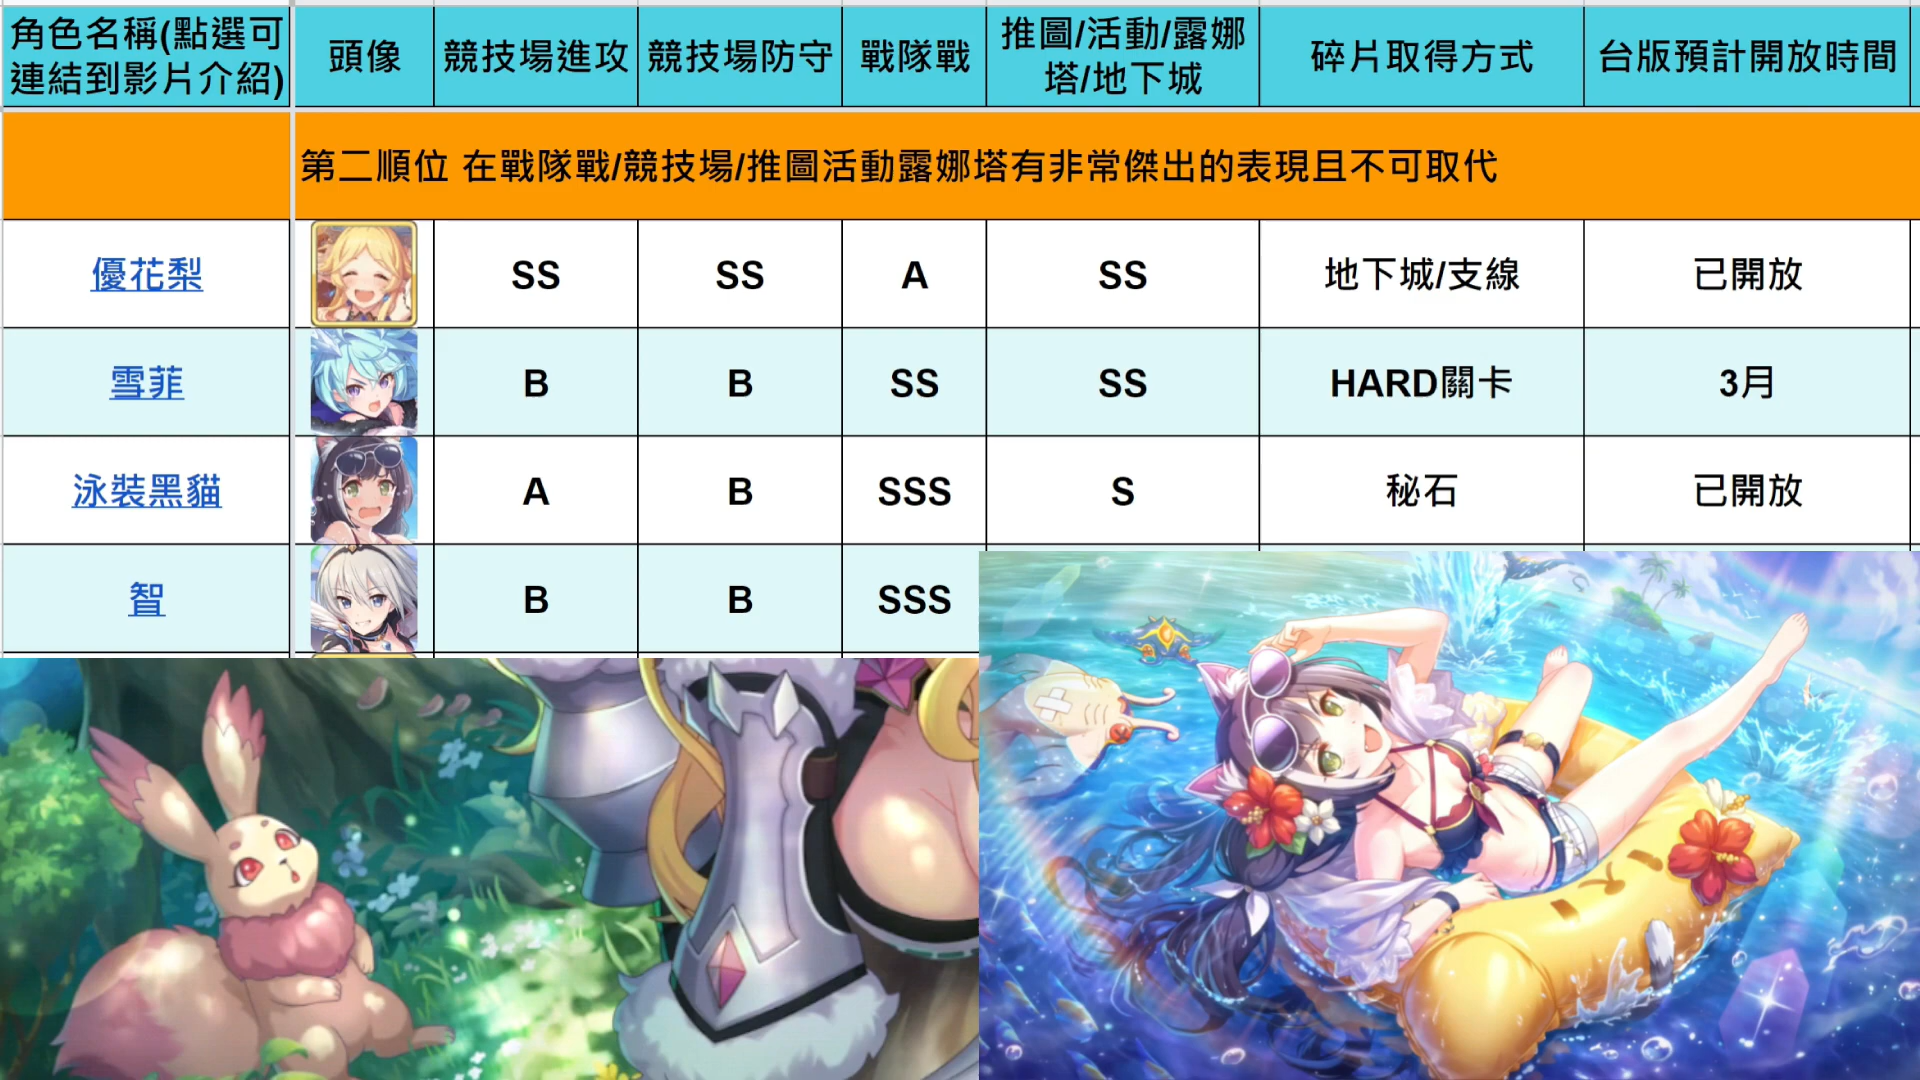 角色名稱(點選可
連結到影片介紹)
頭像
競技場進攻
競技場防守
戰隊戰
推圖/活動/露娜
塔/地下城
碎片取得方式
台版預計開放時間
第二順位 在戰隊戰/競技場/推圖活動露娜塔有非常傑出的表現且不可取代
優花梨 SS SS A SS 地下城/支線 已開放
雪菲 B B SS SS HARD關卡 3月
泳裝黑貓 A B SSS S 秘石 已開放
智 B B SSS